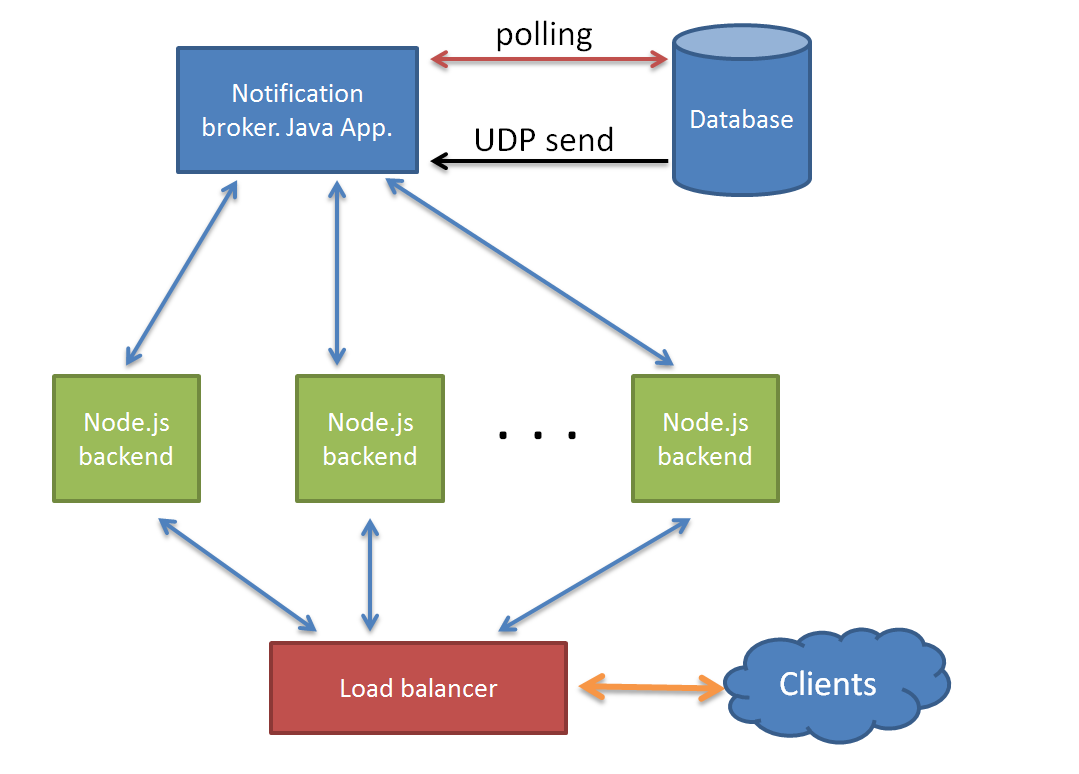 polling
Notification
broker. Java App.
Database
UDP send
Node.js
backend
Node.js
backend
. . .
Node.js
backend
Load balancer
Clients